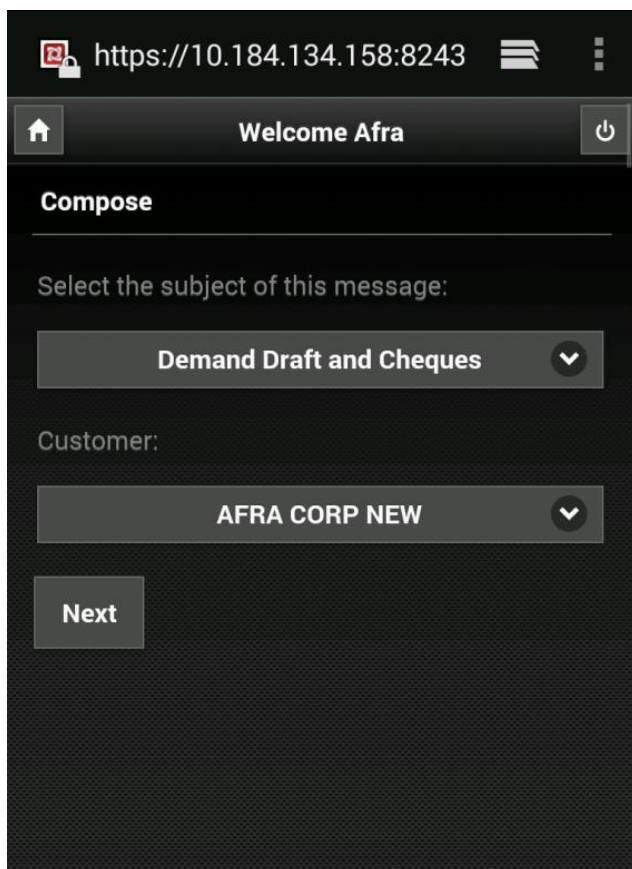 https://10.184.134.158:8243
Welcome Afra
Compose
Select the subject of this message:
Demand Draft and Cheques
Customer:
AFRA CORP NEW
Next